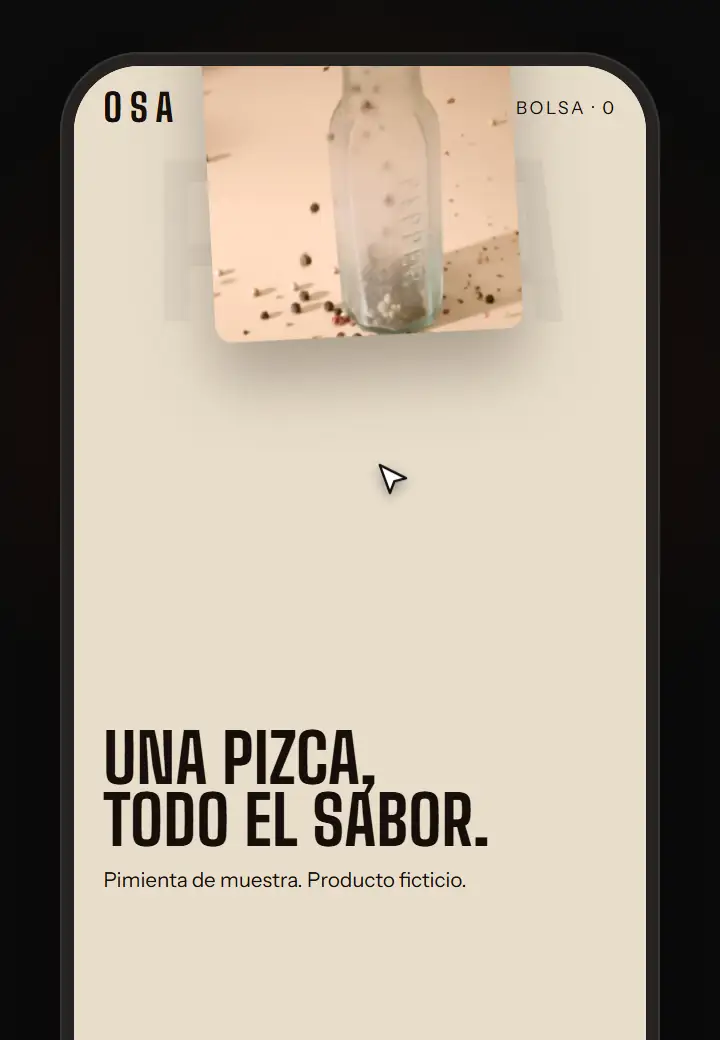 OSA
BOLSA · 0
UNA PIZCA,
TODO EL SABOR.
Pimienta de muestra. Producto ficticio.